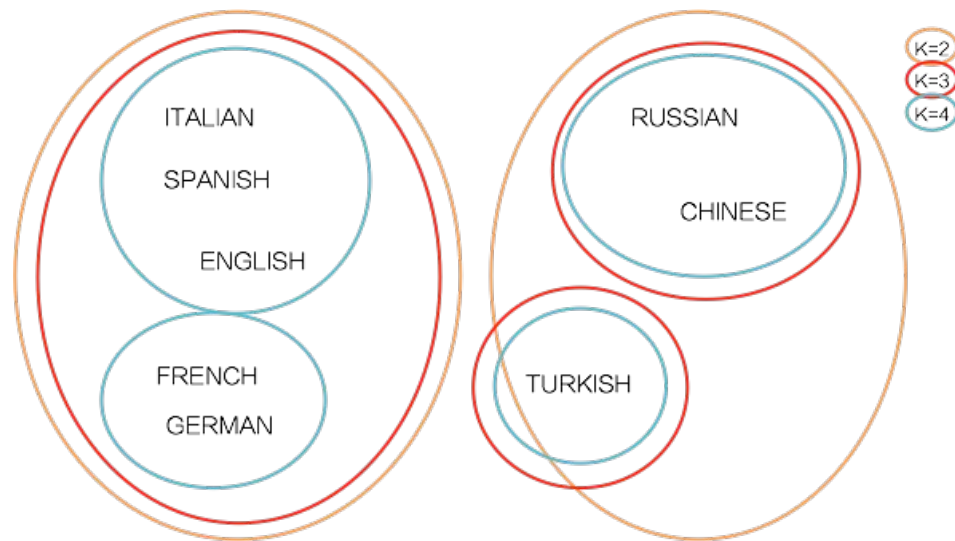 ITALIAN
SPANISH
ENGLISH
FRENCH
GERMAN
RUSSIAN
CHINESE
TURKISH
K=2
K=3
K=4